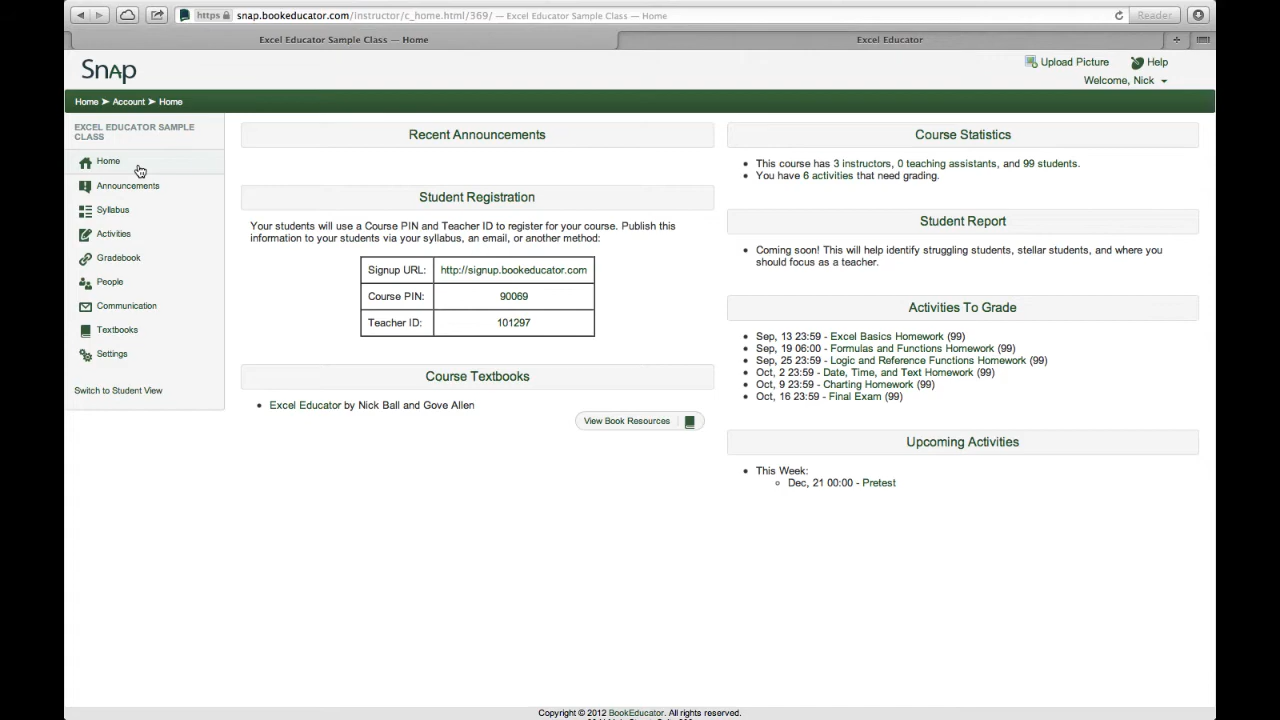 https snap.bookeducator.com/instructor/c_home.html/369/ — Excel Educator Sample Class — Home
Reader
Excel Educator Sample Class — Home
Excel Educator
Snap
Upload Picture
Help
Welcome, Nick
Home ➤ Account ➤ Home
EXCEL EDUCATOR SAMPLE
CLASS
Home
Announcements
Syllabus
Activities
Gradebook
People
Communication
Textbooks
Settings
Switch to Student View
Recent Announcements
Student Registration
Your students will use a Course PIN and Teacher ID to register for your course. Publish this
information to your students via your syllabus, an email, or another method:
Signup URL: http://signup.bookeducator.com
Course PIN: 90069
Teacher ID: 101297
Course Textbooks
• Excel Educator by Nick Ball and Gove Allen
View Book Resources
Course Statistics
• This course has 3 instructors, 0 teaching assistants, and 99 students.
• You have 6 activities that need grading.
Student Report
• Coming soon! This will help identify struggling students, stellar students, and where you
should focus as a teacher.
Activities To Grade
• Sep, 13 23:59 - Excel Basics Homework (99)
• Sep, 19 06:00 - Formulas and Functions Homework (99)
• Sep, 25 23:59 - Logic and Reference Functions Homework (99)
• Oct, 2 23:59 - Date, Time, and Text Homework (99)
• Oct, 9 23:59 - Charting Homework (99)
• Oct, 16 23:59 - Final Exam (99)
Upcoming Activities
• This Week:
○ Dec, 21 00:00 - Pretest
Copyright © 2012 BookEducator. All rights reserved.